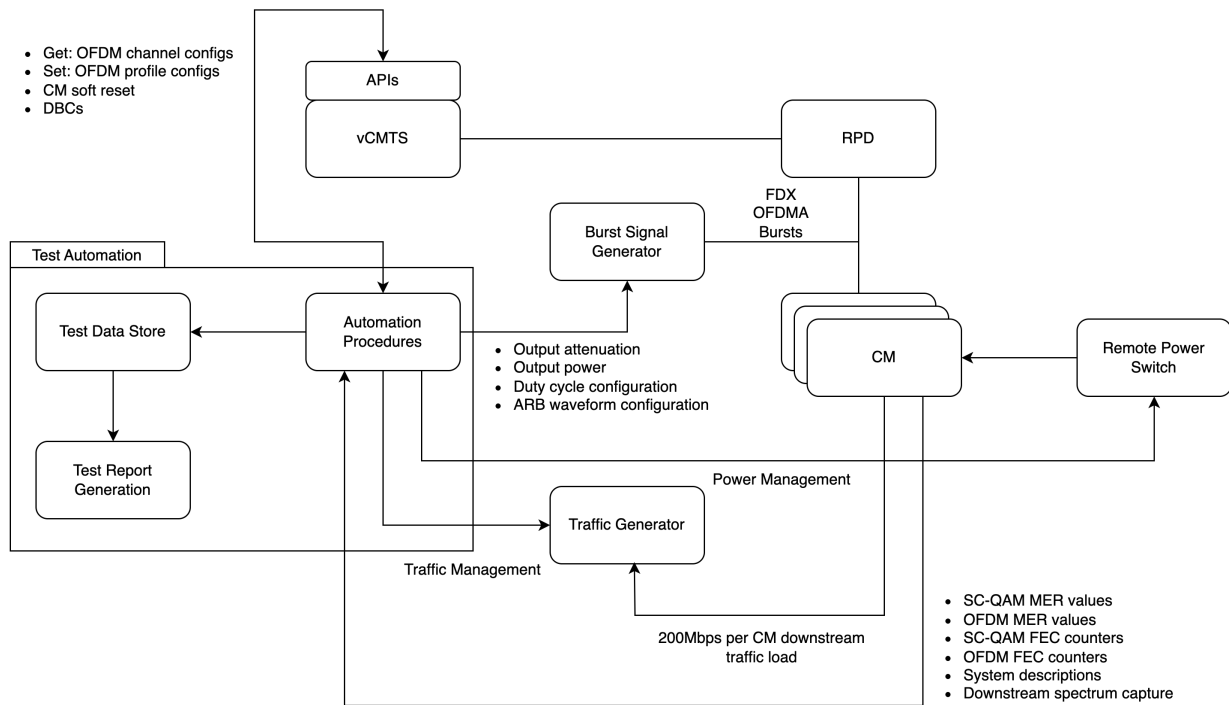 • Get: OFDM channel configs
• Set: OFDM profile configs
• CM soft reset
• DBCs
APIs
vCMTS
RPD
FDX
OFDMA
Bursts
Burst Signal
Generator
Test Automation
Test Data Store
Automation
Procedures
• Output attenuation
• Output power
• Duty cycle configuration
• ARB waveform configuration
CM
Remote Power
Switch
Test Report
Generation
Power Management
Traffic Generator
Traffic Management
200Mbps per CM downstream
traffic load
• SC-QAM MER values
• OFDM MER values
• SC-QAM FEC counters
• OFDM FEC counters
• System descriptions
• Downstream spectrum capture